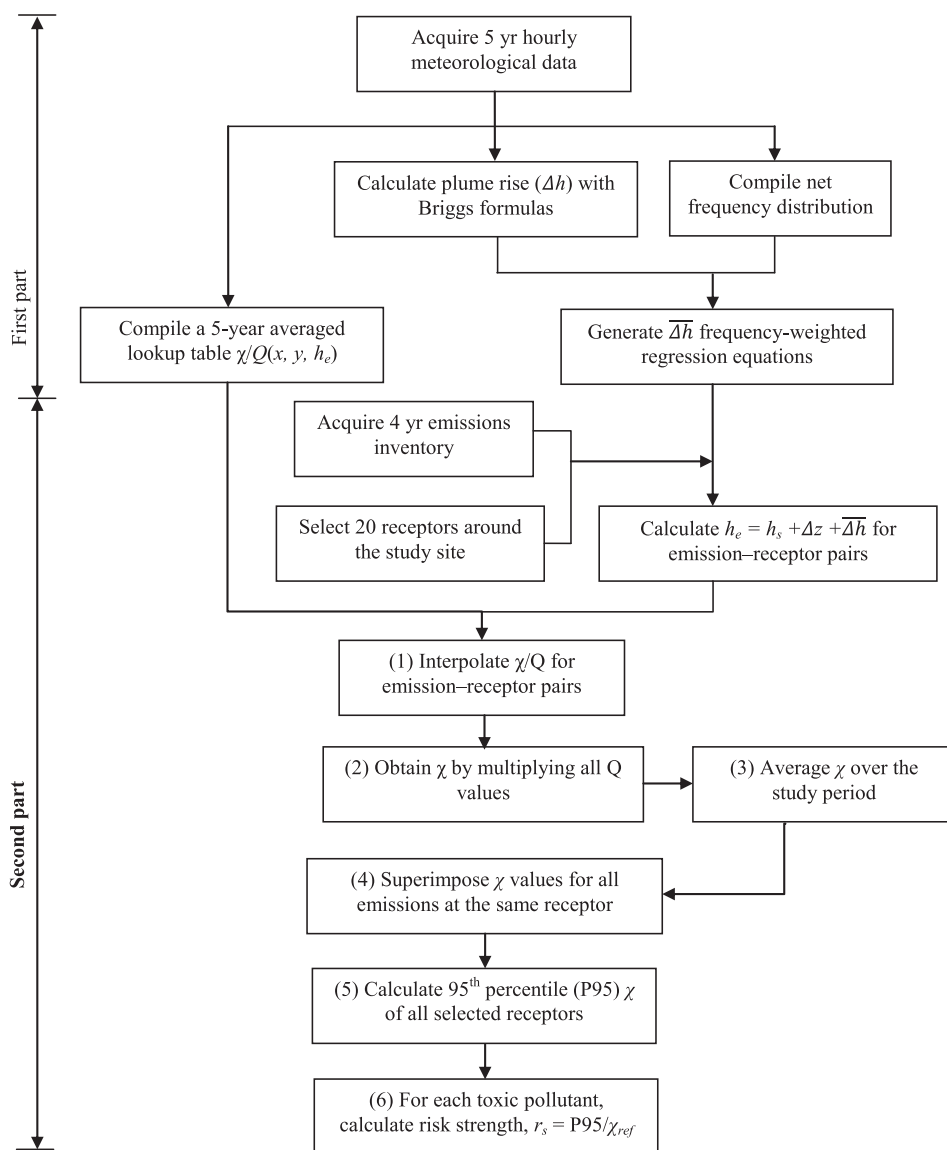 Acquire 5 yr hourly
meteorological data
Calculate plume rise (Δh) with
Briggs formulas
Compile net
frequency distribution
First part
Compile a 5-year averaged
lookup table χ/Q(x, y, hₑ)
Generate Δh̅ frequency-weighted
regression equations
Acquire 4 yr emissions
inventory
Select 20 receptors around
the study site
Calculate hₑ = hₛ +Δz +Δh̅ for
emission–receptor pairs
Second part
(1) Interpolate χ/Q for
emission–receptor pairs
(2) Obtain χ by multiplying all Q
values
(3) Average χ over the
study period
(4) Superimpose χ values for all
emissions at the same receptor
(5) Calculate 95th percentile (P95) χ
of all selected receptors
(6) For each toxic pollutant,
calculate risk strength, rₛ = P95/χref